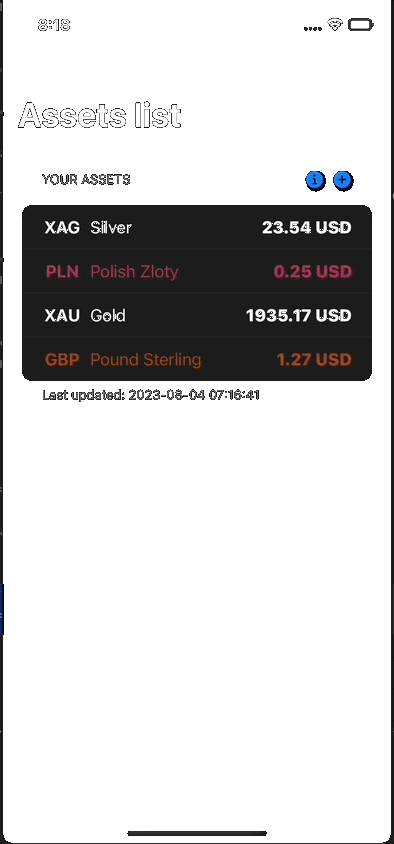 8:18
Assets list
YOUR ASSETS
XAG Silver 23.54 USD
PLN Polish Zloty 0.25 USD
XAU Gold 1935.17 USD
GBP Pound Sterling 1.27 USD
Last updated: 2023-08-04 07:16:41